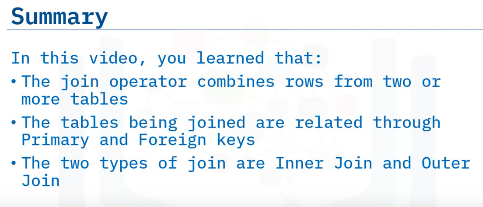 Summary
In this video, you learned that:
• The join operator combines rows from two or
more tables
• The tables being joined are related through
Primary and Foreign keys
• The two types of join are Inner Join and Outer
Join